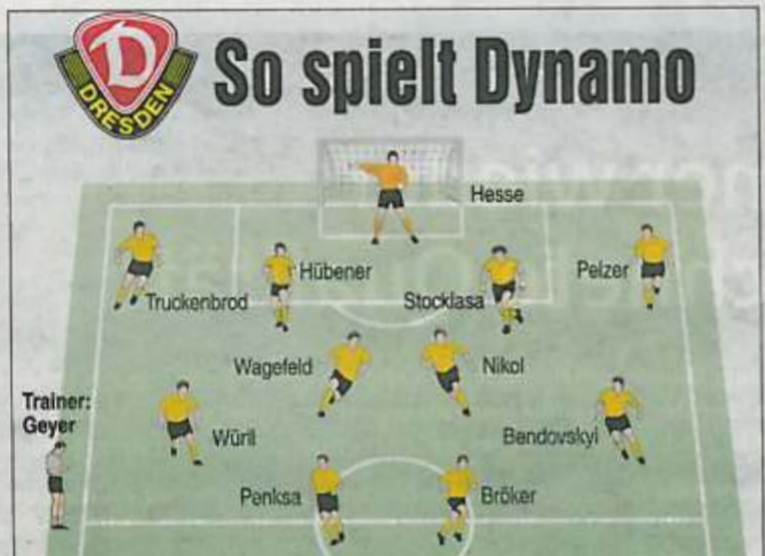 D
DRESDEN
So spielt Dynamo
Hesse
Hübener
Pelzer
Truckenbrod
Stocklasa
Wagefeld
Nikol
Trainer:
Geyer
Würll
Bendovskyi
Penksa
Bröker